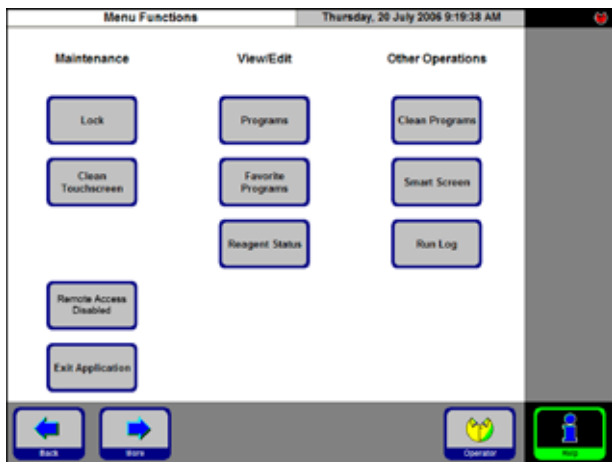 Menu Functions
Thursday, 20 July 2006 9:19:38 AM
Maintenance
View/Edit
Other Operations
Lock
Programs
Clean Programs
Clean
Touchscreen
Favorite
Programs
Smart Screen
Reagent Status
Run Log
Remote Access
Disabled
Exit Application
Back
More
Operator
Help